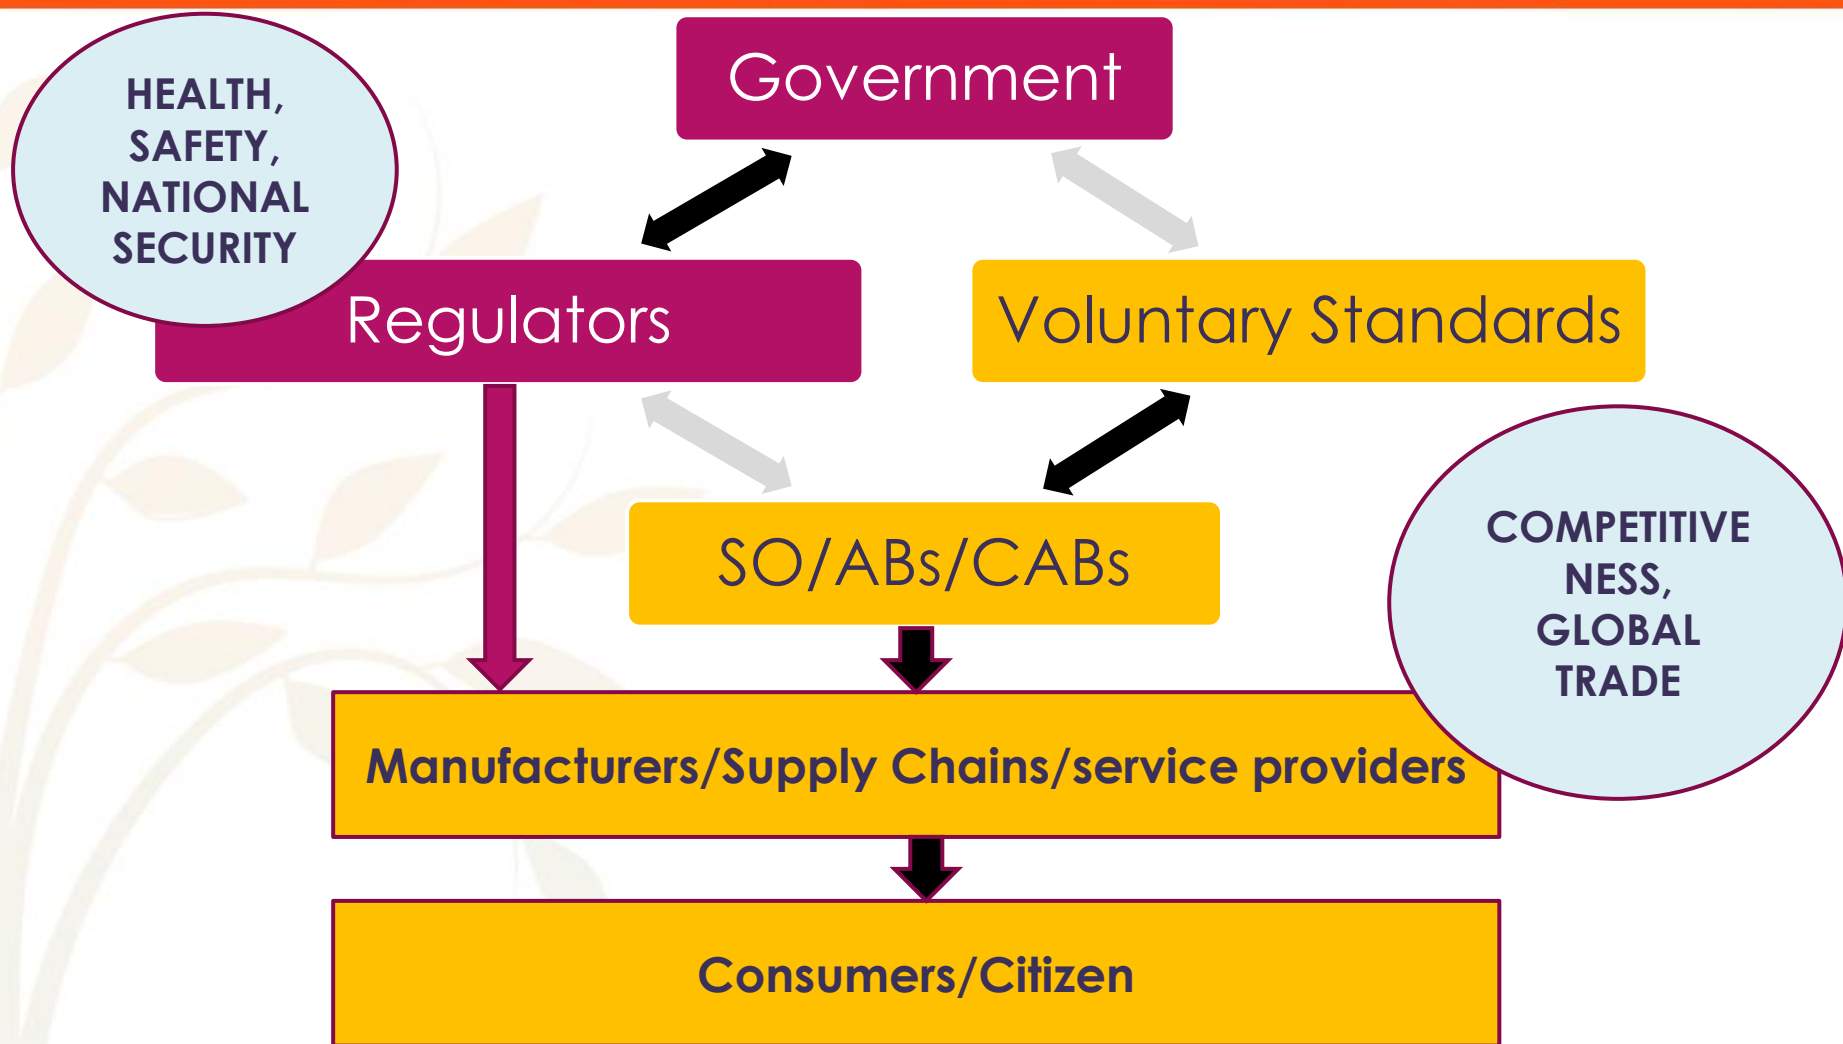 Government
HEALTH,
SAFETY,
NATIONAL
SECURITY
Regulators
Voluntary Standards
SO/ABs/CABs
COMPETITIVE
NESS,
GLOBAL
TRADE
Manufacturers/Supply Chains/service providers
Consumers/Citizen